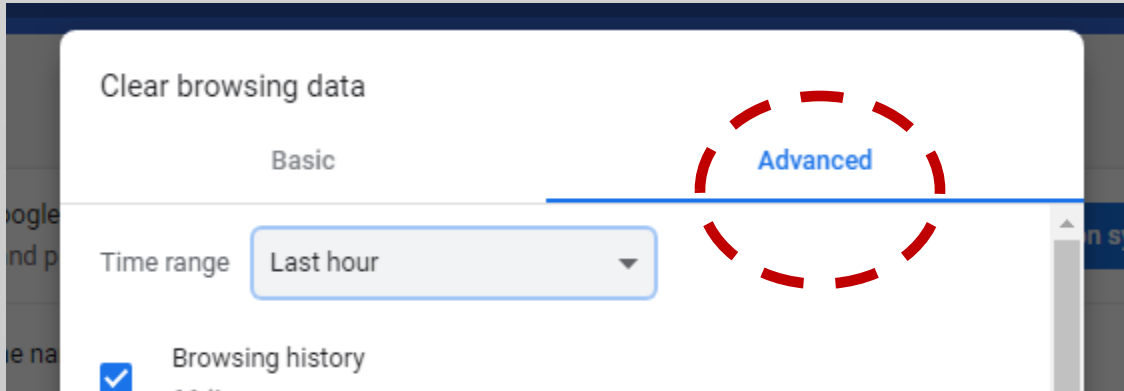 Clear browsing data
Basic Advanced
Time range Last hour
Browsing history